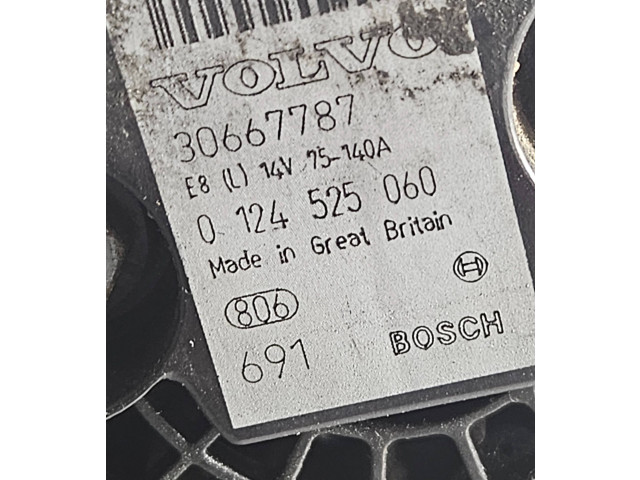 VOLVO
30667787
E8 (L) 14V 75-140A
0 124 525 060
Made in Great Britain
806
691 BOSCH